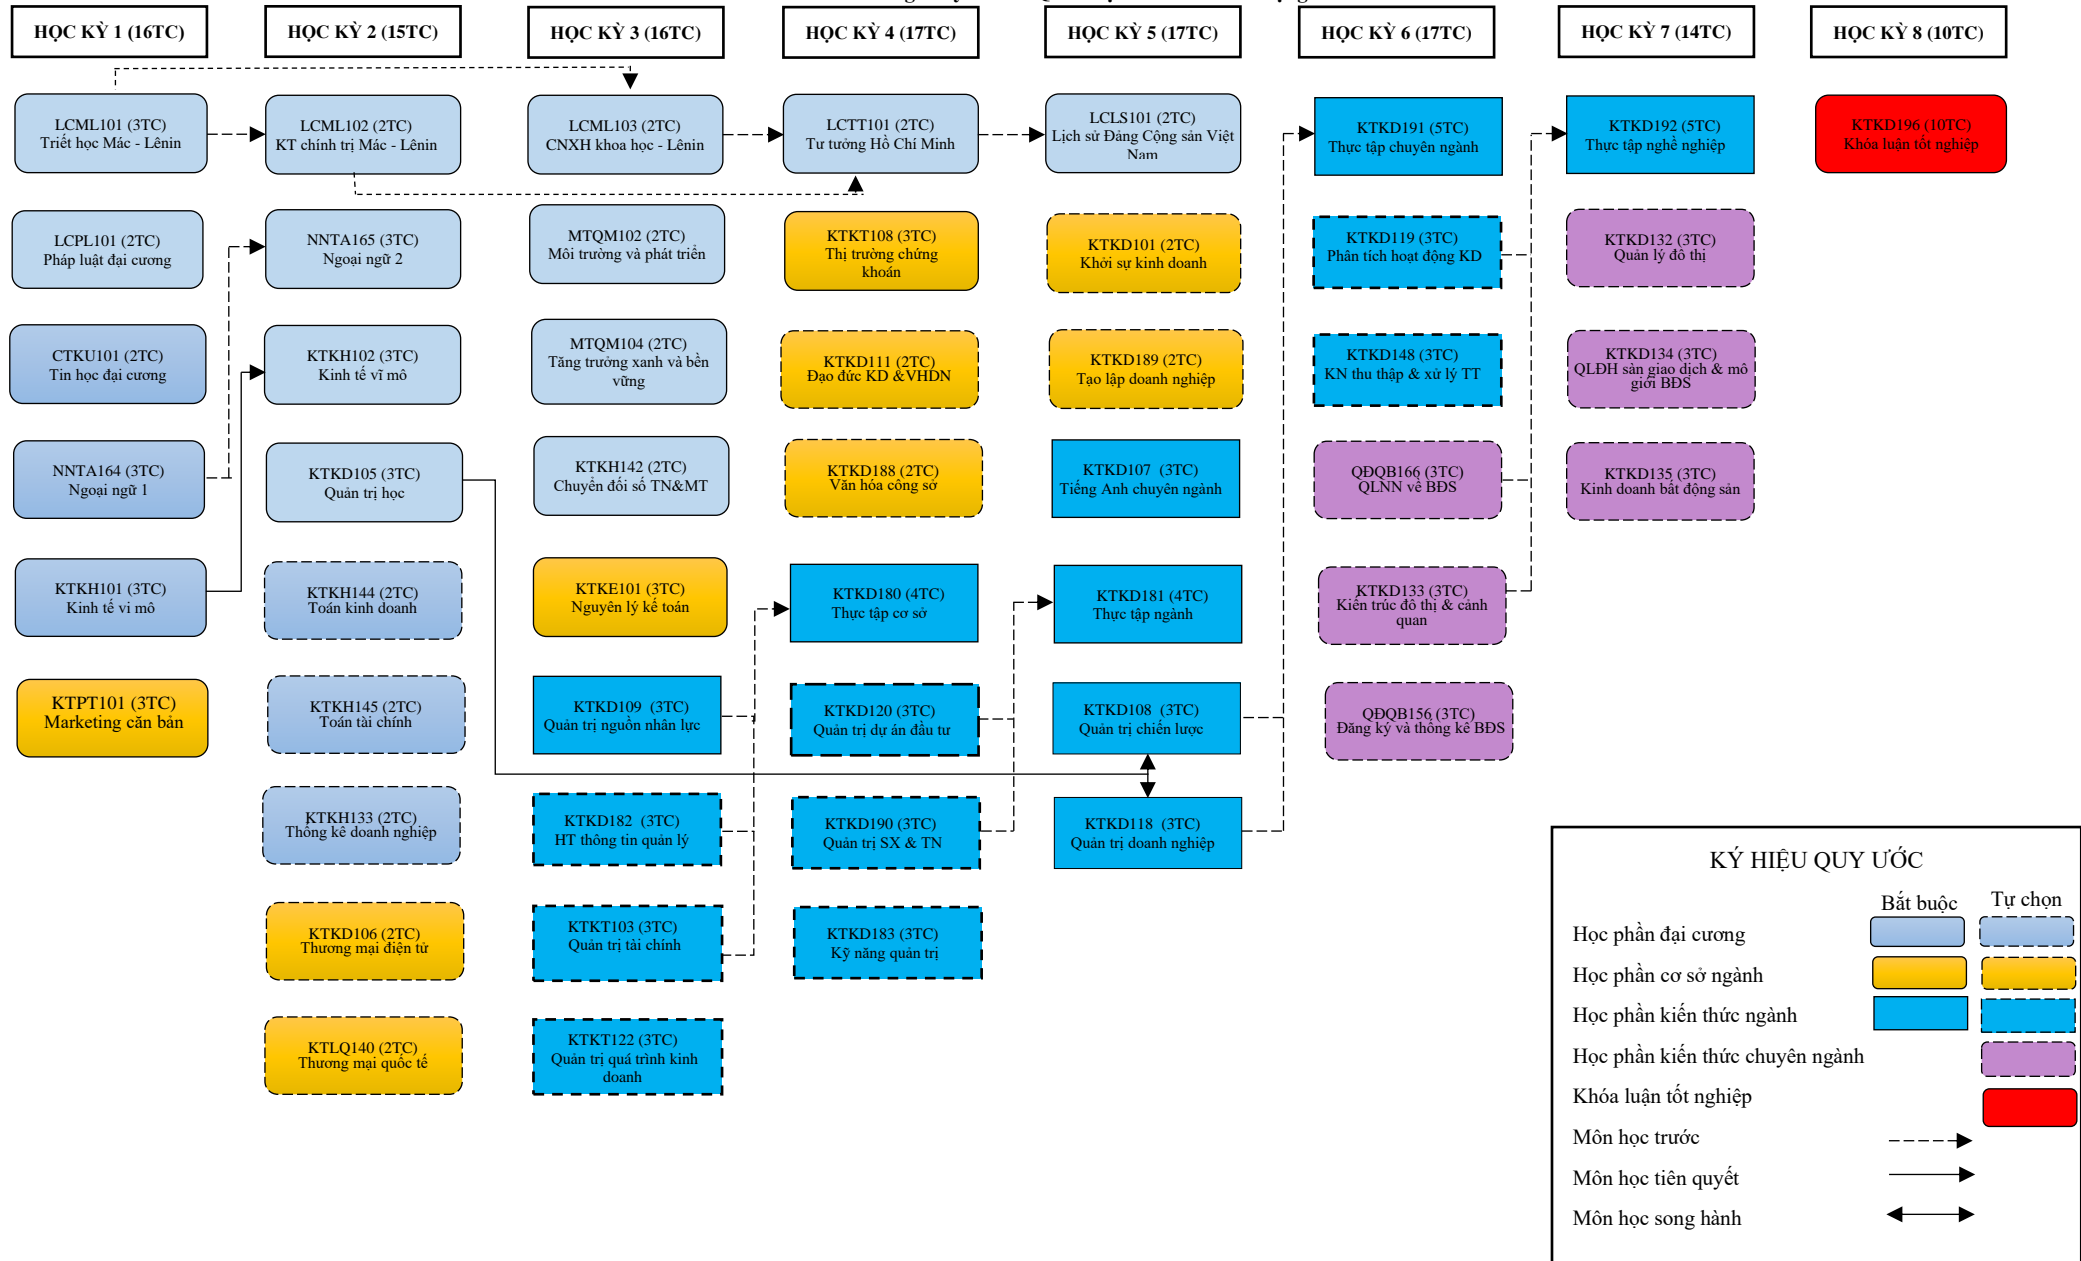 HỌC KỲ 1 (16TC)
HỌC KỲ 2 (15TC)
HỌC KỲ 3 (16TC)
HỌC KỲ 4 (17TC)
HỌC KỲ 5 (17TC)
HỌC KỲ 6 (17TC)
HỌC KỲ 7 (14TC)
HỌC KỲ 8 (10TC)
LCML101 (3TC)
Triết học Mác - Lênin
LCPL101 (2TC)
Pháp luật đại cương
CTKU101 (2TC)
Tin học đại cương
NNTA164 (3TC)
Ngoại ngữ 1
KTKH101 (3TC)
Kinh tế vi mô
KTPT101 (3TC)
Marketing căn bản
LCML102 (2TC)
KT chính trị Mác - Lênin
NNTA165 (3TC)
Ngoại ngữ 2
KTKH102 (3TC)
Kinh tế vĩ mô
KTKD105 (3TC)
Quản trị học
KTKH144 (2TC)
Toán kinh doanh
KTKH145 (2TC)
Toán tài chính
KTKH133 (2TC)
Thống kê doanh nghiệp
KTKD106 (2TC)
Thương mại điện tử
KTLQ140 (2TC)
Thương mại quốc tế
LCML103 (2TC)
CNXH khoa học - Lênin
MTQM102 (2TC)
Môi trường và phát triển
MTQM104 (2TC)
Tăng trưởng xanh và bền
vững
KTKH142 (2TC)
Chuyển đổi số TN&MT
KTKE101 (3TC)
Nguyên lý kế toán
KTKD109 (3TC)
Quản trị nguồn nhân lực
KTKD182 (3TC)
HT thông tin quản lý
KTKT103 (3TC)
Quản trị tài chính
KTKT122 (3TC)
Quản trị quá trình kinh
doanh
LCTT101 (2TC)
Tư tưởng Hồ Chí Minh
KTKT108 (3TC)
Thị trường chứng
khoán
KTKD111 (2TC)
Đạo đức KD &VHDN
KTKD188 (2TC)
Văn hóa công sở
KTKD180 (4TC)
Thực tập cơ sở
KTKD120 (3TC)
Quản trị dự án đầu tư
KTKD190 (3TC)
Quản trị SX & TN
KTKD183 (3TC)
Kỹ năng quản trị
LCLS101 (2TC)
Lịch sử Đảng Cộng sản Việt
Nam
KTKD101 (2TC)
Khởi sự kinh doanh
KTKD189 (2TC)
Tạo lập doanh nghiệp
KTKD107 (3TC)
Tiếng Anh chuyên ngành
KTKD181 (4TC)
Thực tập ngành
KTKD108 (3TC)
Quản trị chiến lược
KTKD118 (3TC)
Quản trị doanh nghiệp
KTKD191 (5TC)
Thực tập chuyên ngành
KTKD119 (3TC)
Phân tích hoạt động KD
KTKD148 (3TC)
KN thu thập & xử lý TT
QĐQB166 (3TC)
QLNN về BĐS
KTKD133 (3TC)
Kiến trúc đô thị & cảnh
quan
QĐQB156 (3TC)
Đăng ký và thống kê BĐS
KTKD192 (5TC)
Thực tập nghề nghiệp
KTKD132 (3TC)
Quản lý đô thị
KTKD134 (3TC)
QLĐH sàn giao dịch & mô
giới BĐS
KTKD135 (3TC)
Kinh doanh bất động sản
KTKD196 (10TC)
Khóa luận tốt nghiệp
KÝ HIỆU QUY ƯỚC
Bắt buộc
Tự chọn
Học phần đại cương
Học phần cơ sở ngành
Học phần kiến thức ngành
Học phần kiến thức chuyên ngành
Khóa luận tốt nghiệp
Môn học trước
Môn học tiên quyết
Môn học song hành